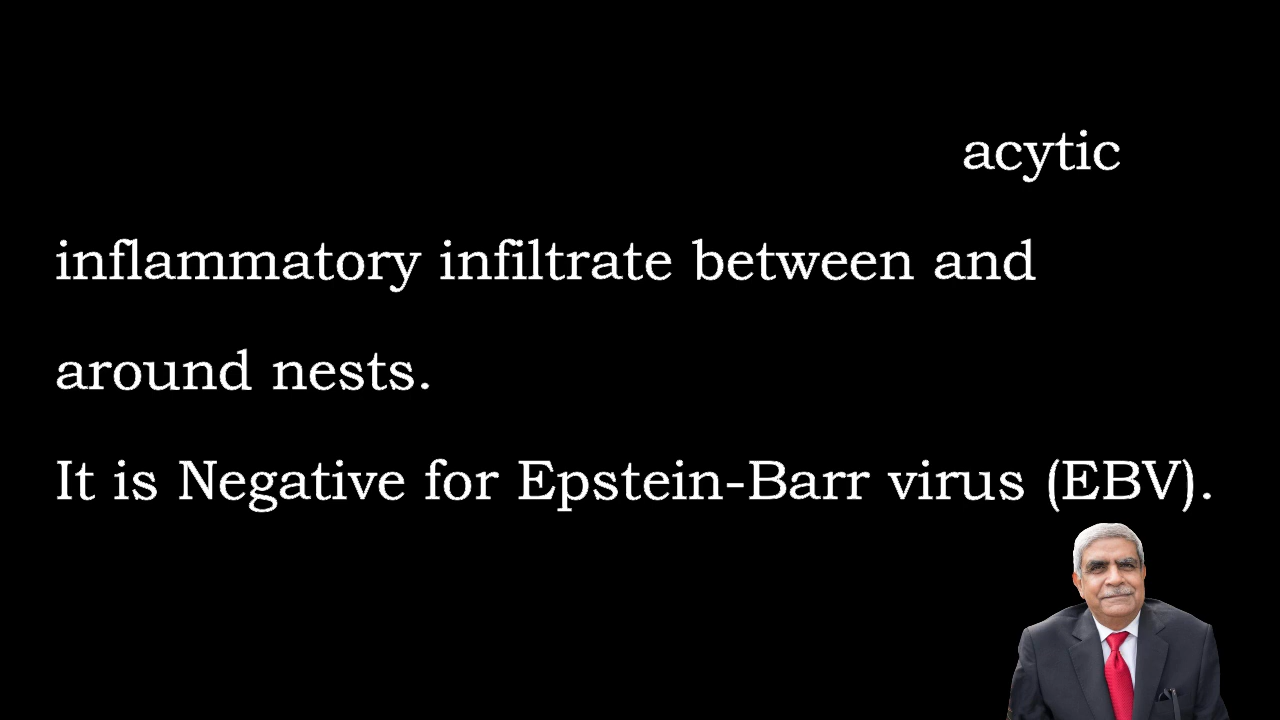 acytic
inflammatory infiltrate between and
around nests.
It is Negative for Epstein-Barr virus (EBV).